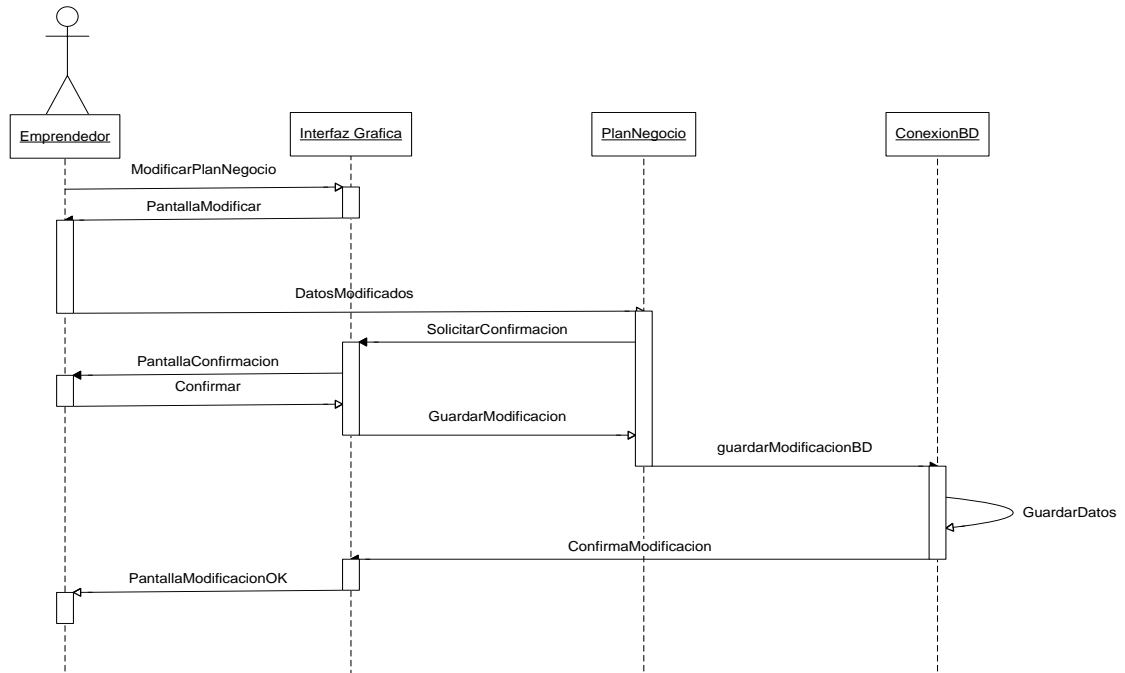 Emprendedor
Interfaz Grafica
PlanNegocio
ConexionBD
ModificarPlanNegocio
PantallaModificar
DatosModificados
SolicitarConfirmacion
PantallaConfirmacion
Confirmar
GuardarModificacion
guardarModificacionBD
GuardarDatos
ConfirmaModificacion
PantallaModificacionOK